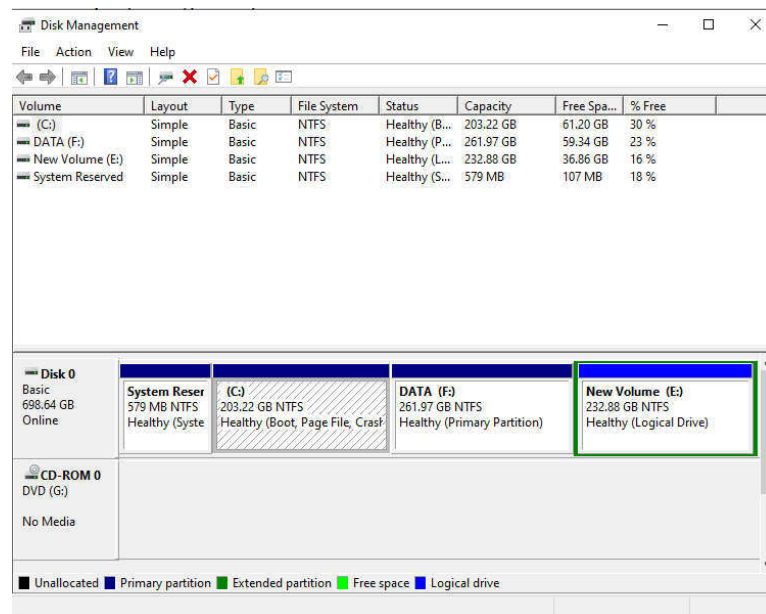 Disk Management
File Action View Help
Volume Layout Type File System Status Capacity Free Spa... % Free
(C:) Simple Basic NTFS Healthy (B... 203.22 GB 61.20 GB 30 %
DATA (F:) Simple Basic NTFS Healthy (P... 261.97 GB 59.34 GB 23 %
New Volume (E:) Simple Basic NTFS Healthy (L... 232.88 GB 36.86 GB 16 %
System Reserved Simple Basic NTFS Healthy (S... 579 MB 107 MB 18 %
Disk 0
Basic
698.64 GB
Online
System Reser
579 MB NTFS
Healthy (Syste
(C:)
203.22 GB NTFS
Healthy (Boot, Page File, Crash
DATA (F:)
261.97 GB NTFS
Healthy (Primary Partition)
New Volume (E:)
232.88 GB NTFS
Healthy (Logical Drive)
CD-ROM 0
DVD (G:)
No Media
Unallocated Primary partition Extended partition Free space Logical drive